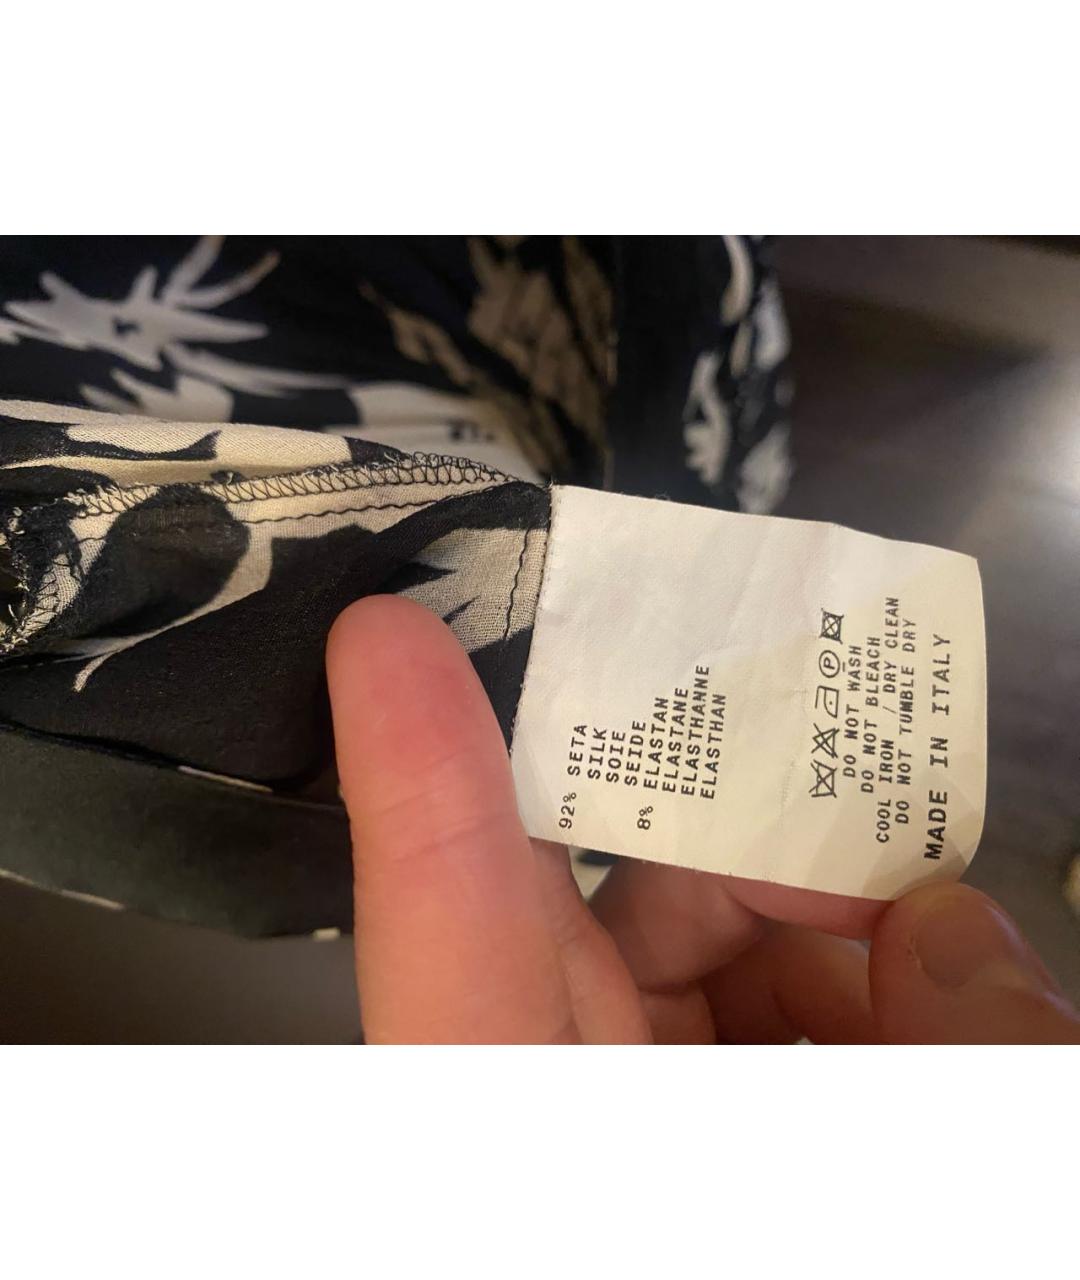 92% SETA
SILK
SOIE
SEIDE
8% ELASTAN
ELASTANE
ELASTHANNE
ELASTHAN
P
DO NOT WASH
DO NOT BLEACH
COOL IRON / DRY CLEAN
DO NOT TUMBLE DRY
MADE IN ITALY